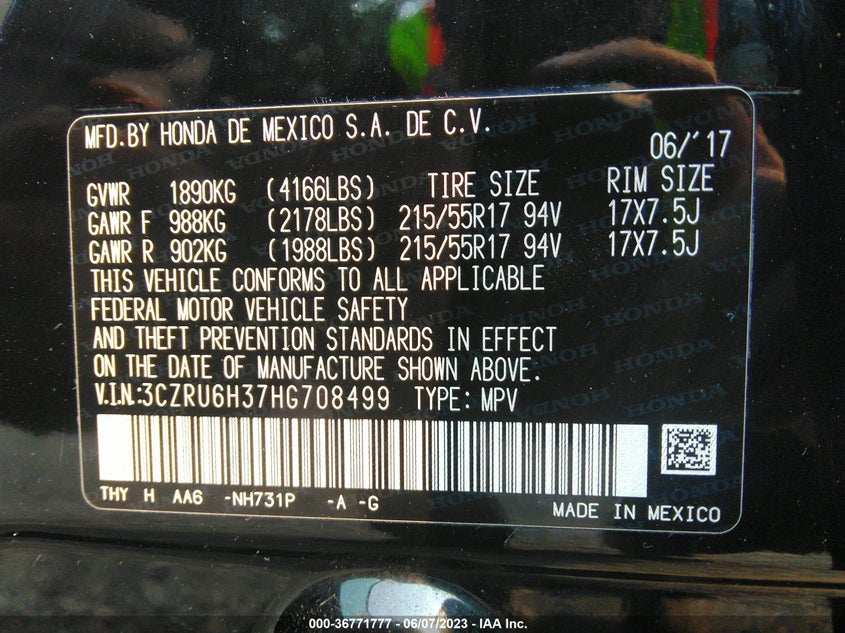 MFD.BY HONDA DE MEXICO S.A. DE C.V.
06/'17
GVWR 1890KG (4166LBS) TIRE SIZE RIM SIZE
GAWR F 988KG (2178LBS) 215/55R17 94V 17X7.5J
GAWR R 902KG (1988LBS) 215/55R17 94V 17X7.5J
THIS VEHICLE CONFORMS TO ALL APPLICABLE
FEDERAL MOTOR VEHICLE SAFETY
AND THEFT PREVENTION STANDARDS IN EFFECT
ON THE DATE OF MANUFACTURE SHOWN ABOVE.
V.I.N.:3CZRU6H37HG708499 TYPE: MPV
THY H AA6 -NH731P -A -G
MADE IN MEXICO
000-36771777 - 06/07/2023 - IAA Inc.